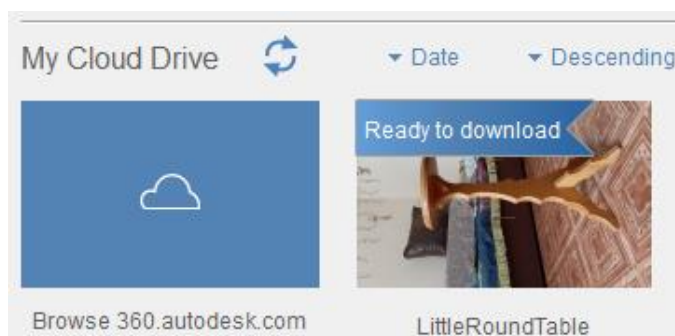 My Cloud Drive
Date
Descending
Ready to download
Browse 360.autodesk.com
LittleRoundTable